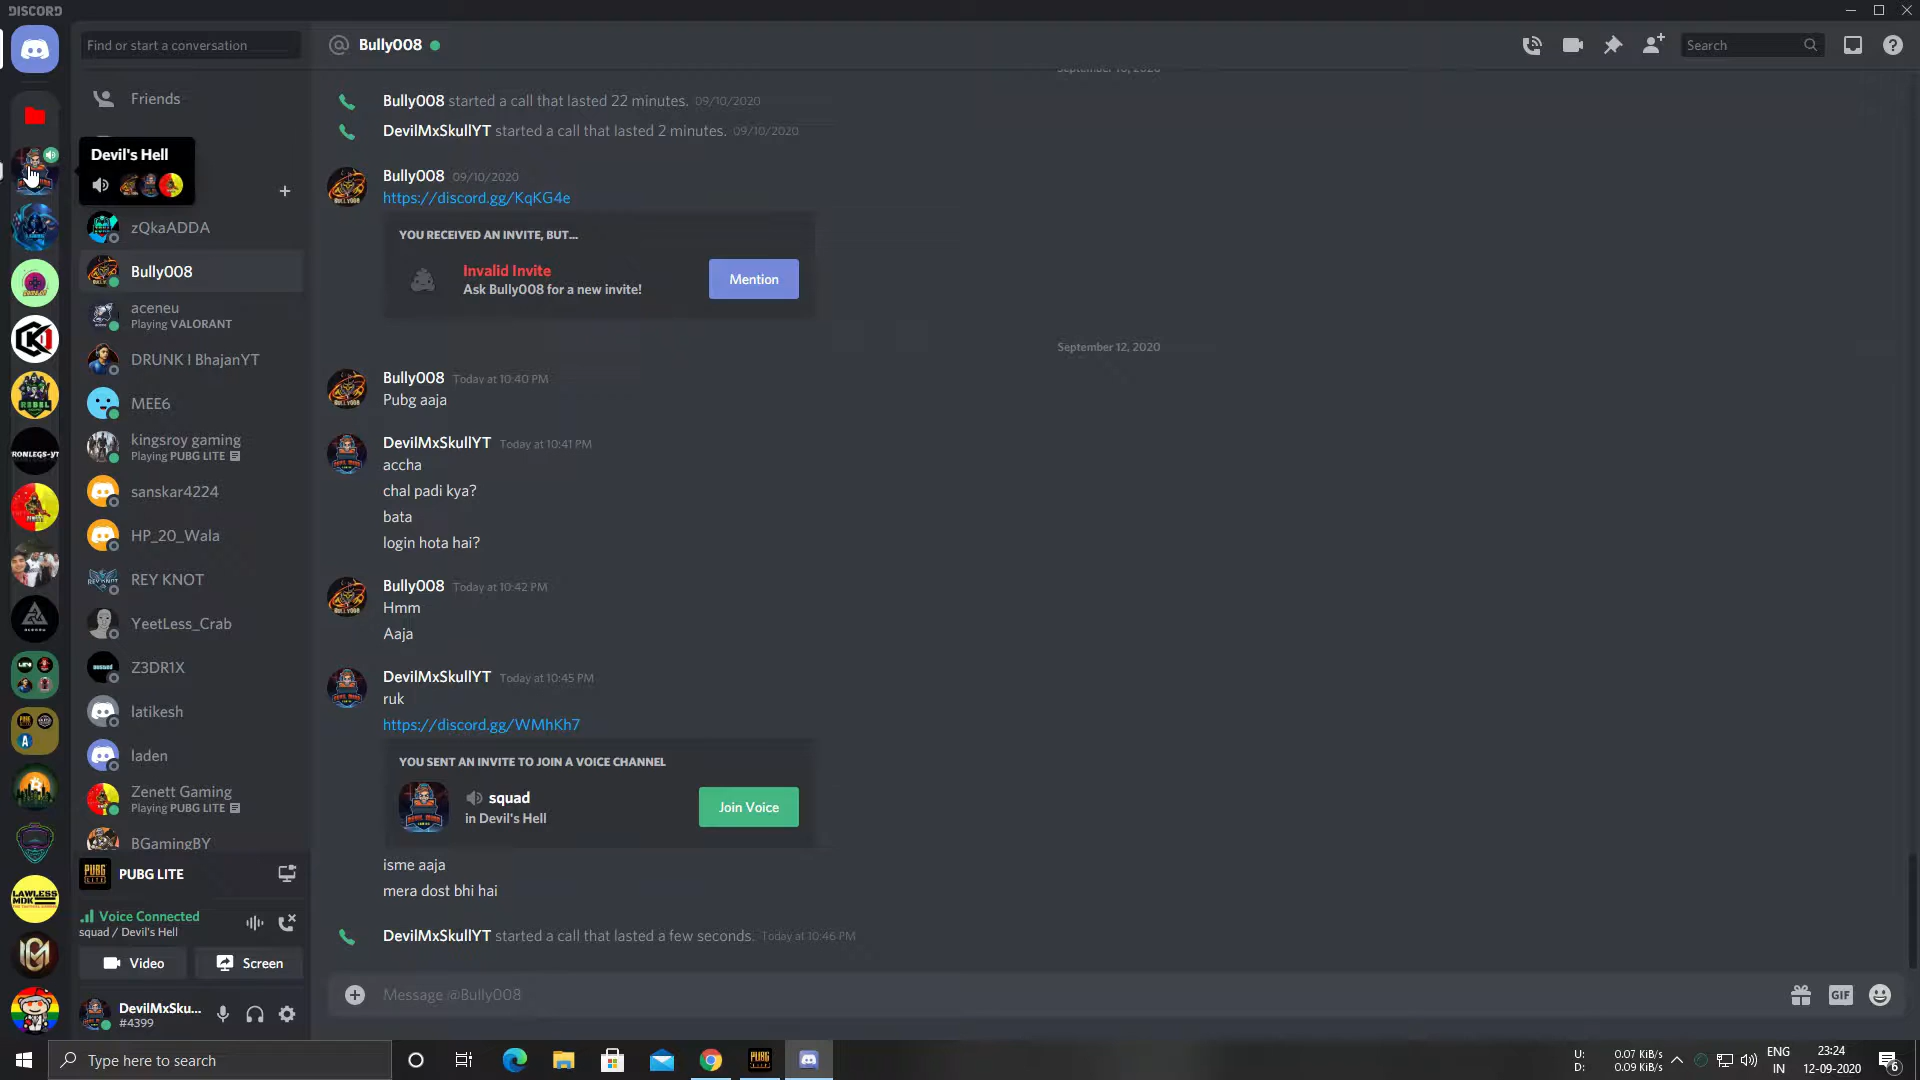 DISCORD
Find or start a conversation
Bully008
Search
September 10, 2020
Friends
Bully008 started a call that lasted 22 minutes. 09/10/2020
DevilMxSkullYT started a call that lasted 2 minutes. 09/10/2020
Devil's Hell
Bully008 09/10/2020
https://discord.gg/KqKG4e
YOU RECEIVED AN INVITE, BUT...
Invalid Invite
Ask Bully008 for a new invite!
Mention
zQkaADDA
Bully008
aceneu
Playing VALORANT
DRUNK I BhajanYT
MEE6
kingsroy gaming
Playing PUBG LITE
sanskar4224
HP_20_Wala
REY KNOT
YeetLess_Crab
Z3DR1X
latikesh
laden
Zenett Gaming
Playing PUBG LITE
BGamingBY
September 12, 2020
Bully008 Today at 10:40 PM
Pubg aaja
DevilMxSkullYT Today at 10:41 PM
accha
chal padi kya?
bata
login hota hai?
Bully008 Today at 10:42 PM
Hmm
Aaja
DevilMxSkullYT Today at 10:45 PM
ruk
https://discord.gg/WMhKh7
YOU SENT AN INVITE TO JOIN A VOICE CHANNEL
squad
in Devil's Hell
Join Voice
isme aaja
mera dost bhi hai
DevilMxSkullYT started a call that lasted a few seconds. Today at 10:46 PM
REBEL
RONLEGS-YT
LAWLESS
MDK
PUBG LITE
Voice Connected
squad / Devil's Hell
Video
Screen
DevilMxSku...
#4399
Message @Bully008
GIF
Type here to search
U: 0.07 KiB/s
D: 0.09 KiB/s
ENG
IN
23:24
12-09-2020
6